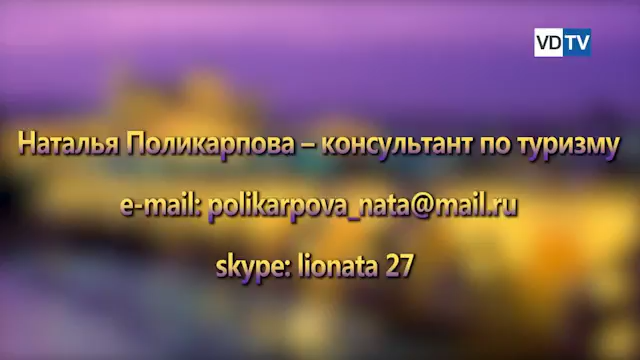 VDTV
Наталья Поликарпова – консультант по туризму
e-mail: polikarpova_nata@mail.ru
skype: lionata 27